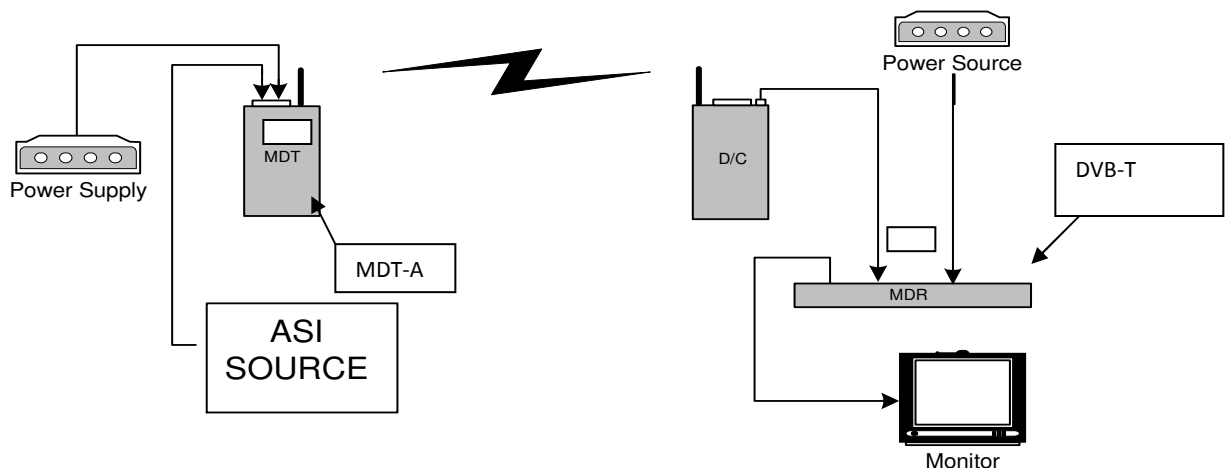 Power Supply
MDT
MDT-A
ASI
SOURCE
Power Source
D/C
DVB-T
MDR
Monitor